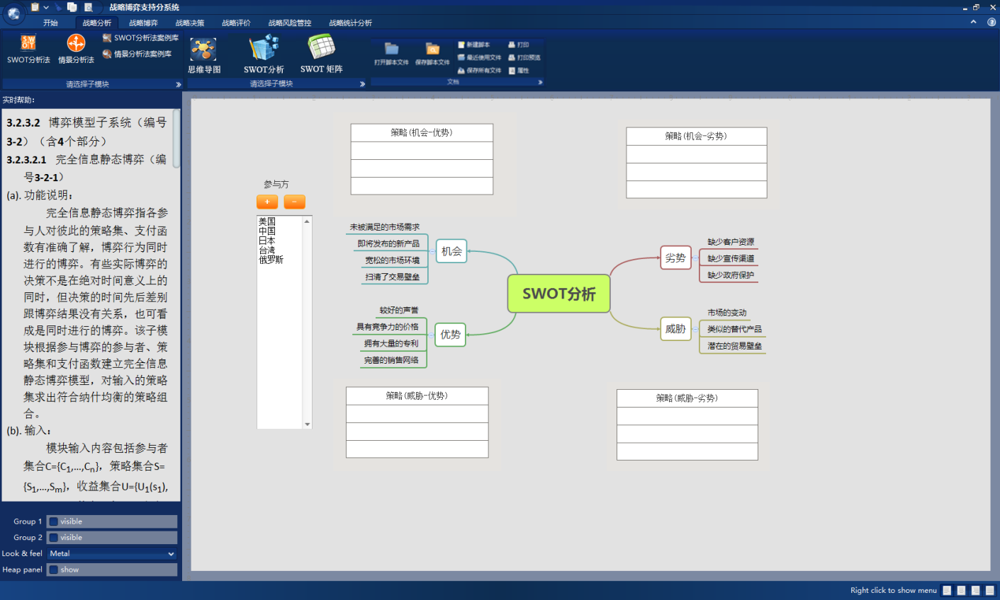 战略博弈支持分系统
开始 战略分析 战略博弈 战略决策 战略评价 战略风险管控 战略统计分析
SWOT分析法案例库
情景分析法案例库
SWOT分析法 情景分析法
请选择子模块
思维导图 SWOT分析 SWOT 矩阵
请选择子模块
新建脚本 打印
最近使用文件 打印预览
保存所有文件 属性
打开脚本文件 保存脚本文件
文档
实时帮助:
3.2.3.2 博弈模型子系统（编号
3-2）（含4个部分）
3.2.3.2.1 完全信息静态博弈（编
号3-2-1）
(a). 功能说明:
完全信息静态博弈指各参
与人对彼此的策略集、支付函
数有准确了解，博弈行为同时
进行的博弈。有些实际博弈的
决策不是在绝对时间意义上的
同时，但决策的时间先后差别
跟博弈结果没有关系，也可看
成是同时进行的博弈。该子模
块根据参与博弈的参与者、策
略集和支付函数建立完全信息
静态博弈模型，对输入的策略
集求出符合纳什均衡的策略组
合。
(b). 输入:
模块输入内容包括参与者
集合C={C1,...,Cn}，策略集合S=
{S1,...,Sm}，收益集合U={U1(s1),
Group 1 visible
Group 2 visible
Look & feel Metal
Heap panel show
策略(机会-优势)
策略(机会-劣势)
参与方
+ -
美国
中国
日本
台湾
俄罗斯
未被满足的市场需求
即将发布的新产品
宽松的市场环境
扫清了交易壁垒
机会
较好的声誉
具有竞争力的价格
拥有大量的专利
完善的销售网络
优势
SWOT分析
劣势
缺少客户资源
缺少宣传渠道
缺少政府保护
威胁
市场的变动
类似的替代产品
潜在的贸易壁垒
策略(威胁-优势)
策略(威胁-劣势)
Right click to show menu